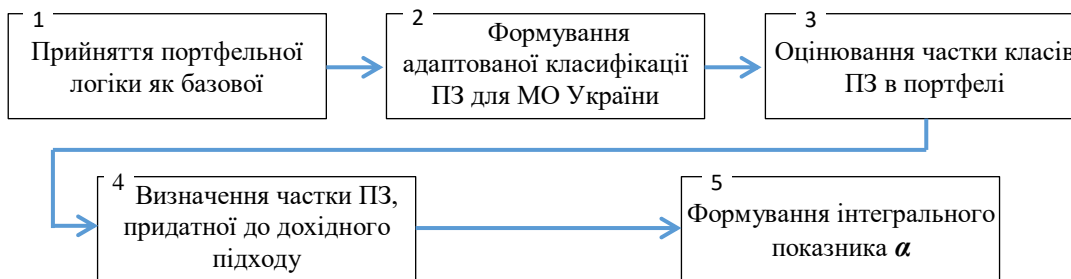 1
Прийняття портфельної
логіки як базової
2
Формування
адаптованої класифікації
ПЗ для МО України
3
Оцінювання частки класів
ПЗ в портфелі
4
Визначення частки ПЗ,
придатної до дохідного
підходу
5
Формування інтегрального
показника α